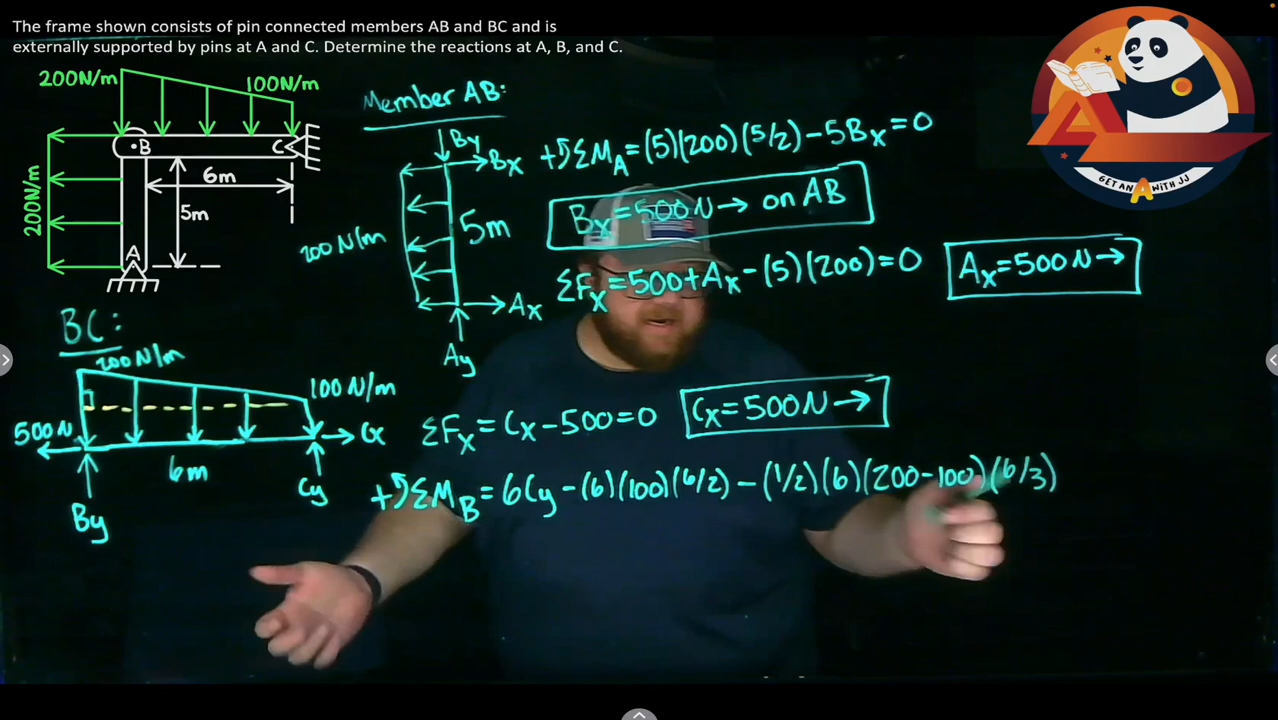 The frame shown consists of pin connected members AB and BC and is
externally supported by pins at A and C. Determine the reactions at A, B, and C.
200N/m
100N/m
B
C
6m
5m
200N/m
A
Member AB:
By
Bx
200 N/m
5m
Ax
Ay
+↺ΣM_A=(5)(200)(5/2)-5Bx=0
Bx=500N→ on AB
ΣFx=500+Ax-(5)(200)=0
Ax=500N→
BC:
200 N/m
100 N/m
500N
Cx
6m
By
Cy
ΣFx=Cx-500=0
Cx=500N→
+↺ΣM_B=6Cy-(6)(100)(6/2)-(1/2)(6)(200-100)(6/3)
GET AN A WITH JJ